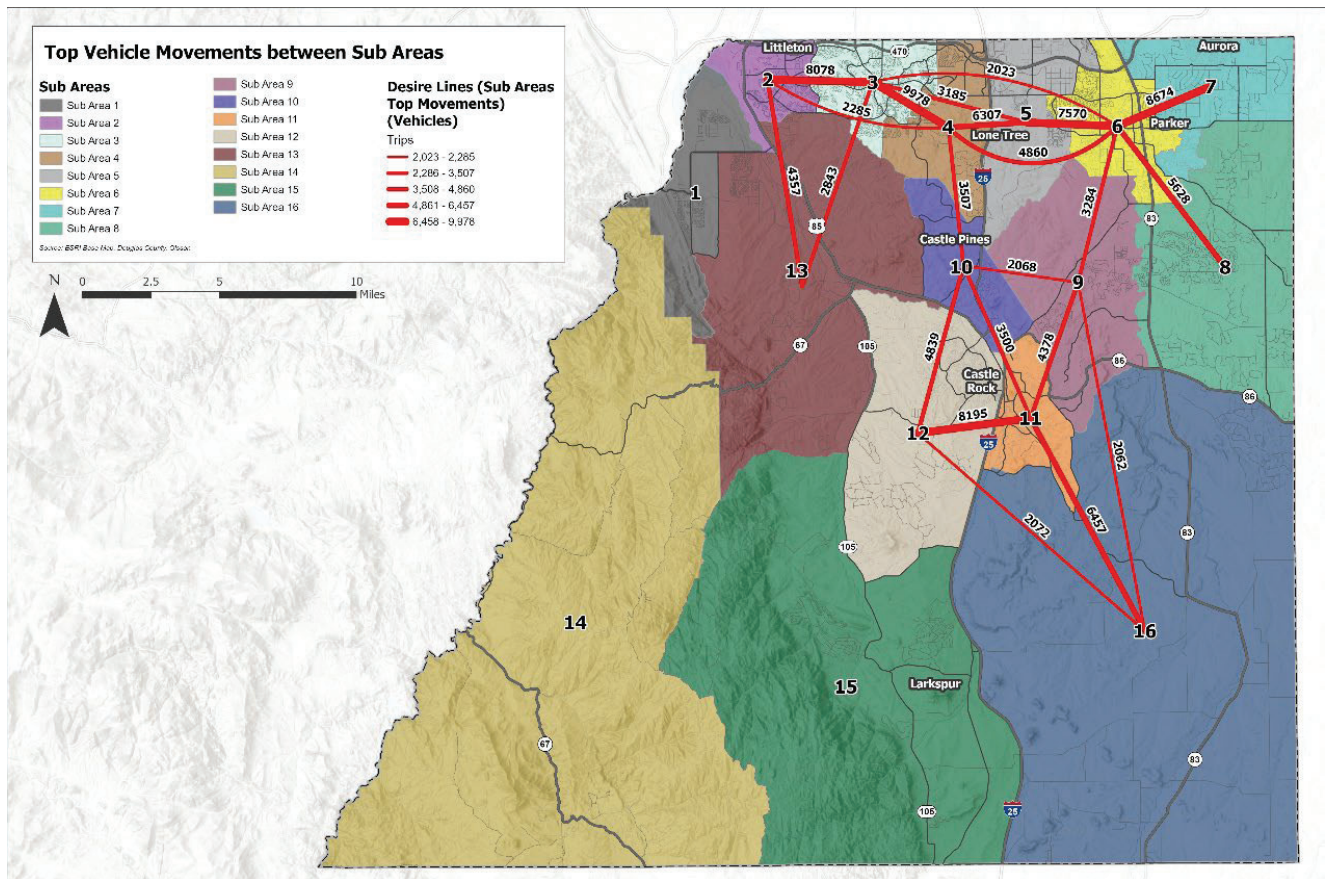 Top Vehicle Movements between Sub Areas
Sub Areas
Sub Area 1
Sub Area 2
Sub Area 3
Sub Area 4
Sub Area 5
Sub Area 6
Sub Area 7
Sub Area 8
Sub Area 9
Sub Area 10
Sub Area 11
Sub Area 12
Sub Area 13
Sub Area 14
Sub Area 15
Sub Area 16
Desire Lines (Sub Areas
Top Movements)
(Vehicles)
Trips
2,023 - 2,285
2,286 - 3,507
3,508 - 4,860
4,861 - 6,457
6,458 - 9,978
Source: ESRI Base Map, Douglas County, Olsson
N
0 2.5 5 10
Miles
Littleton
470
Aurora
2023
8078
2
3
3185
9978
8674
7
2285
6307
5
7570
4
6
Parker
Lone Tree
4860
4357
2843
3507
25
3284
5628
1
83
85
Castle Pines
13
10
2068
9
8
4839
3500
4378
67
105
86
Castle
Rock
86
8195
12
11
25
2062
2072
6457
105
83
14
16
15
Larkspur
67
83
105
25